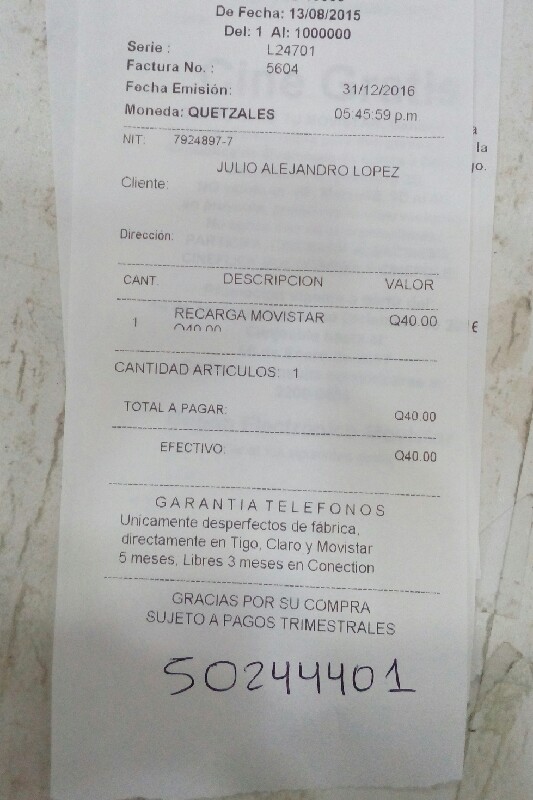 De Fecha: 13/08/2015
Del: 1 Al: 1000000
Serie : L24701
Factura No. : 5604
Fecha Emisión: 31/12/2016
Moneda: QUETZALES 05:45:59 p.m
NIT: 7924897-7
JULIO ALEJANDRO LOPEZ
Cliente:
Dirección:
CANT. DESCRIPCION VALOR
1 RECARGA MOVISTAR Q40.00
Q40.00
CANTIDAD ARTICULOS: 1
TOTAL A PAGAR: Q40.00
EFECTIVO: Q40.00
GARANTIA TELEFONOS
Unicamente desperfectos de fábrica,
directamente en Tigo, Claro y Movistar
5 meses, Libres 3 meses en Conection
GRACIAS POR SU COMPRA
SUJETO A PAGOS TRIMESTRALES
50244401